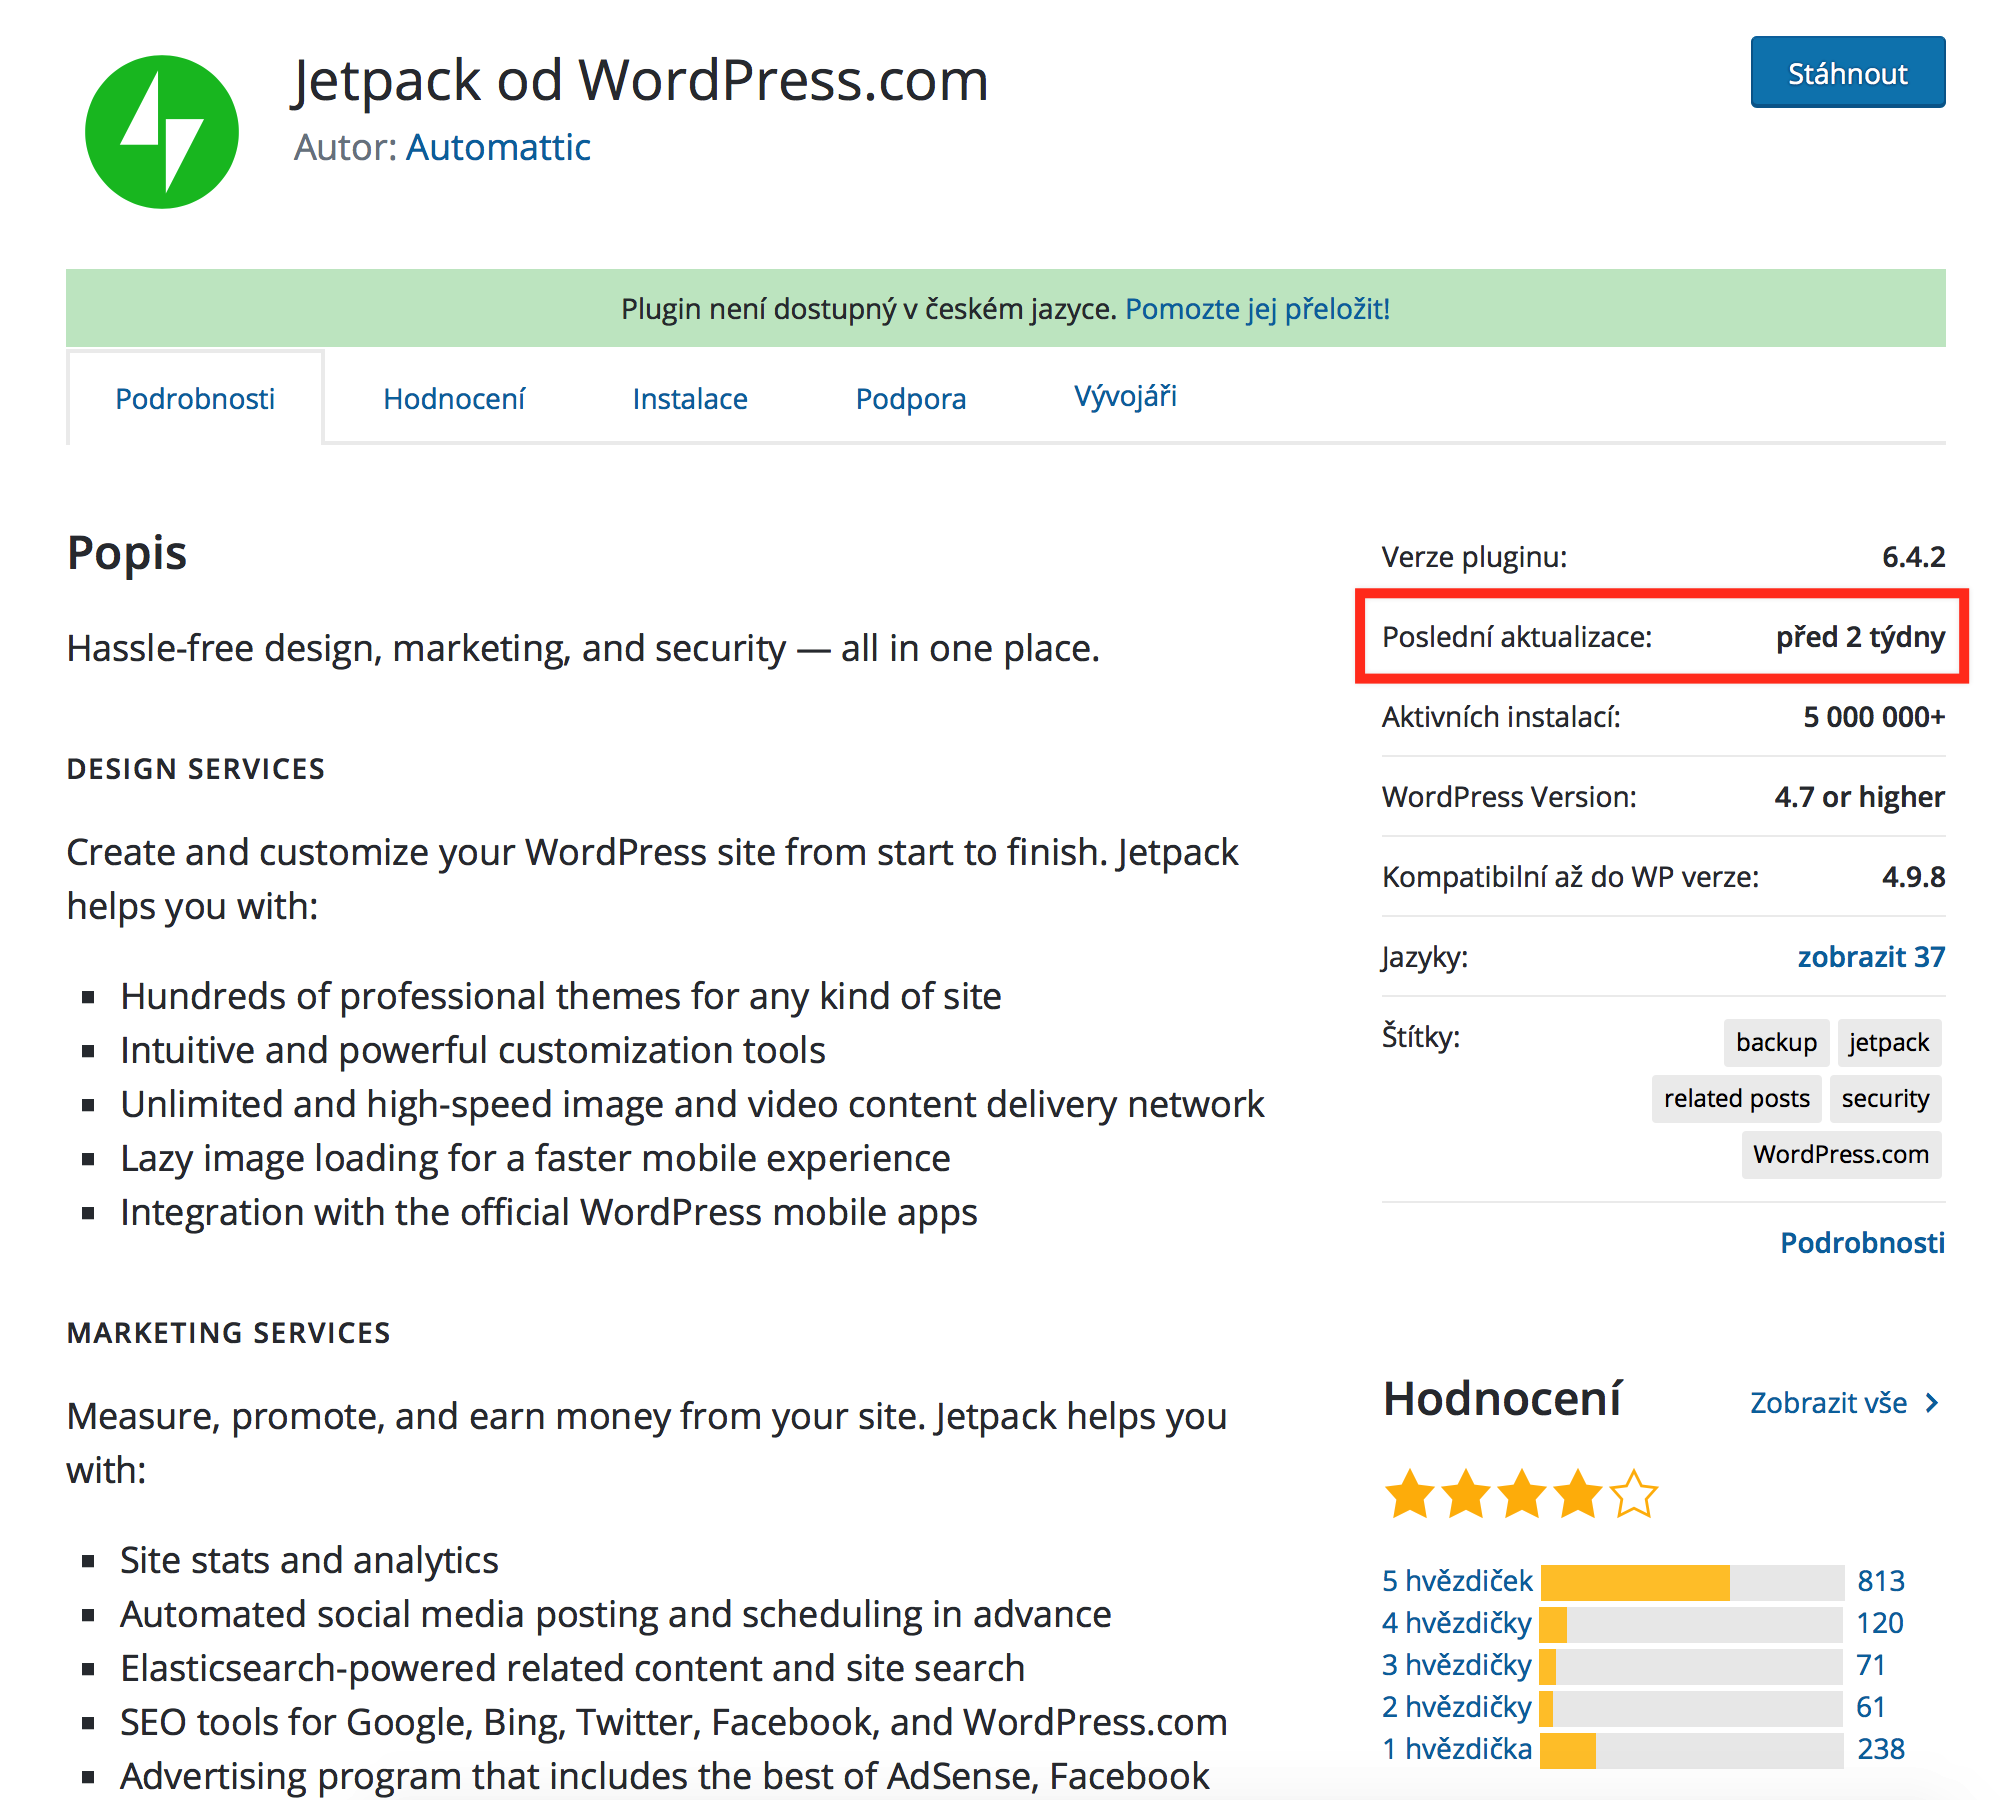 Jetpack od WordPress.com
Autor: Automattic
Stáhnout
Plugin není dostupný v českém jazyce. Pomozte jej přeložit!
Podrobnosti
Hodnocení
Instalace
Podpora
Vývojáři
Popis
Hassle-free design, marketing, and security — all in one place.
DESIGN SERVICES
Create and customize your WordPress site from start to finish. Jetpack
helps you with:
Hundreds of professional themes for any kind of site
Intuitive and powerful customization tools
Unlimited and high-speed image and video content delivery network
Lazy image loading for a faster mobile experience
Integration with the official WordPress mobile apps
MARKETING SERVICES
Measure, promote, and earn money from your site. Jetpack helps you
with:
Site stats and analytics
Automated social media posting and scheduling in advance
Elasticsearch-powered related content and site search
SEO tools for Google, Bing, Twitter, Facebook, and WordPress.com
Advertising program that includes the best of AdSense, Facebook
Verze pluginu: 6.4.2
Poslední aktualizace: před 2 týdny
Aktivních instalací: 5 000 000+
WordPress Version: 4.7 or higher
Kompatibilní až do WP verze: 4.9.8
Jazyky: zobrazit 37
Štítky: backup jetpack
related posts security
WordPress.com
Podrobnosti
Hodnocení Zobrazit vše
5 hvězdiček 813
4 hvězdičky 120
3 hvězdičky 71
2 hvězdičky 61
1 hvězdička 238